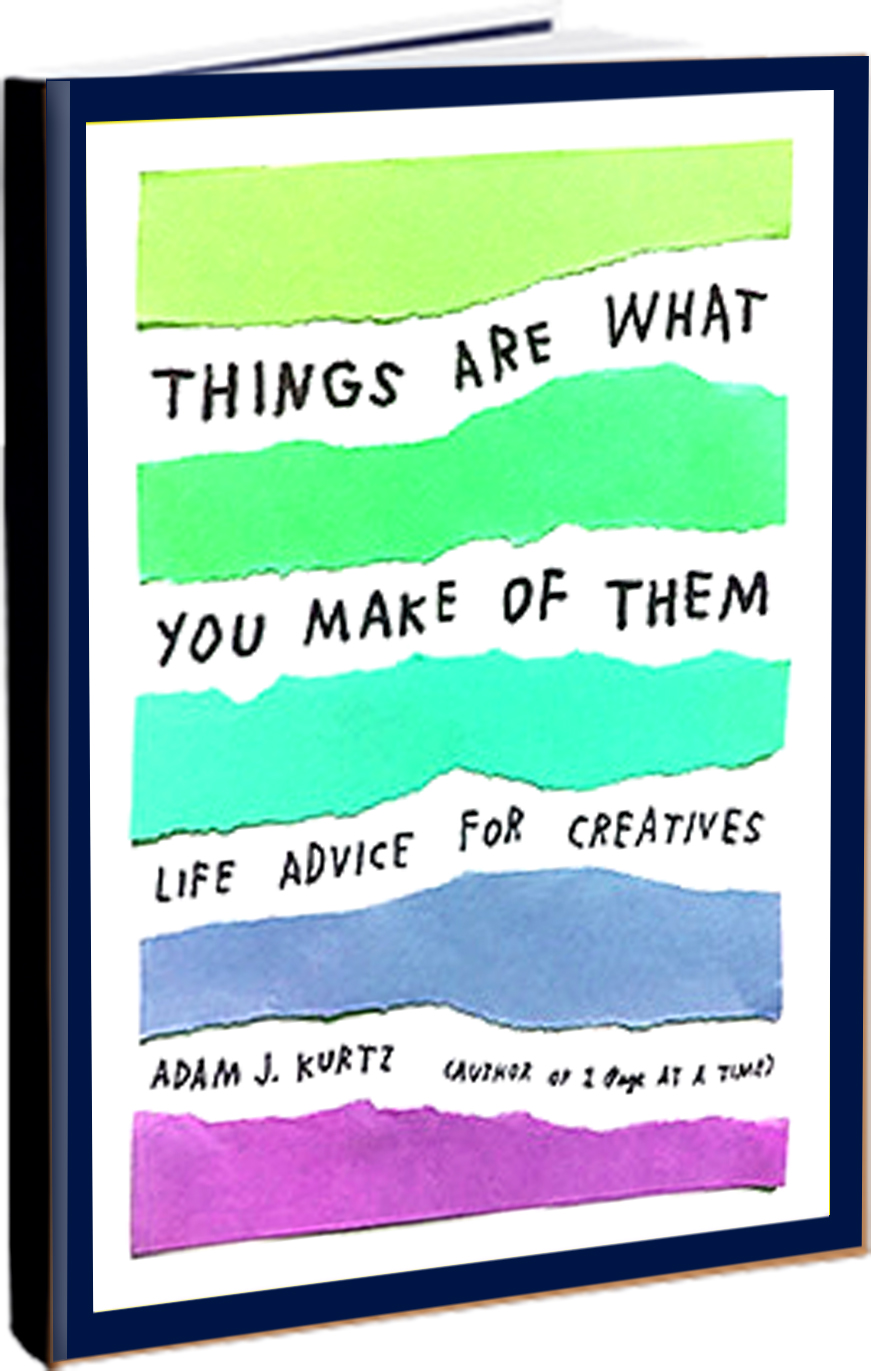 THINGS ARE WHAT
YOU MAKE OF THEM
LIFE ADVICE FOR CREATIVES
ADAM J. KURTZ (AUTHOR OF 1 Page AT A TIME)